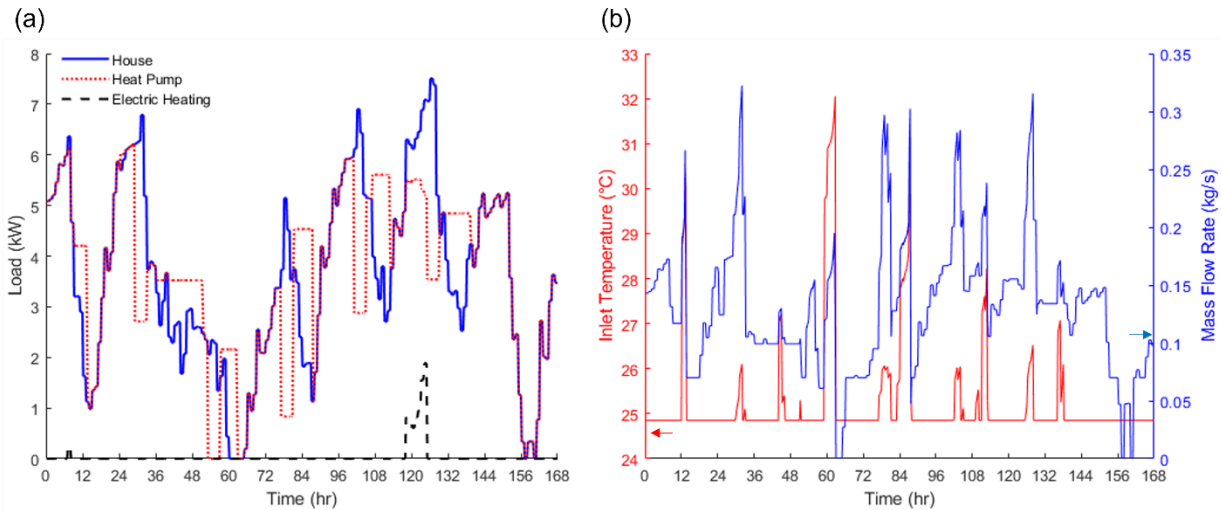 (a)
8
7
6
5
4
3
2
1
0
Load (kW)
House
Heat Pump
Electric Heating
0 12 24 36 48 60 72 84 96 108 120 132 144 156 168
Time (hr)
(b)
33
32
31
30
29
28
27
26
25
24
Inlet Temperature (°C)
0 12 24 36 48 60 72 84 96 108 120 132 144 156 168
Time (hr)
0.35
0.3
0.25
0.2
0.15
0.1
0.05
0
Mass Flow Rate (kg/s)